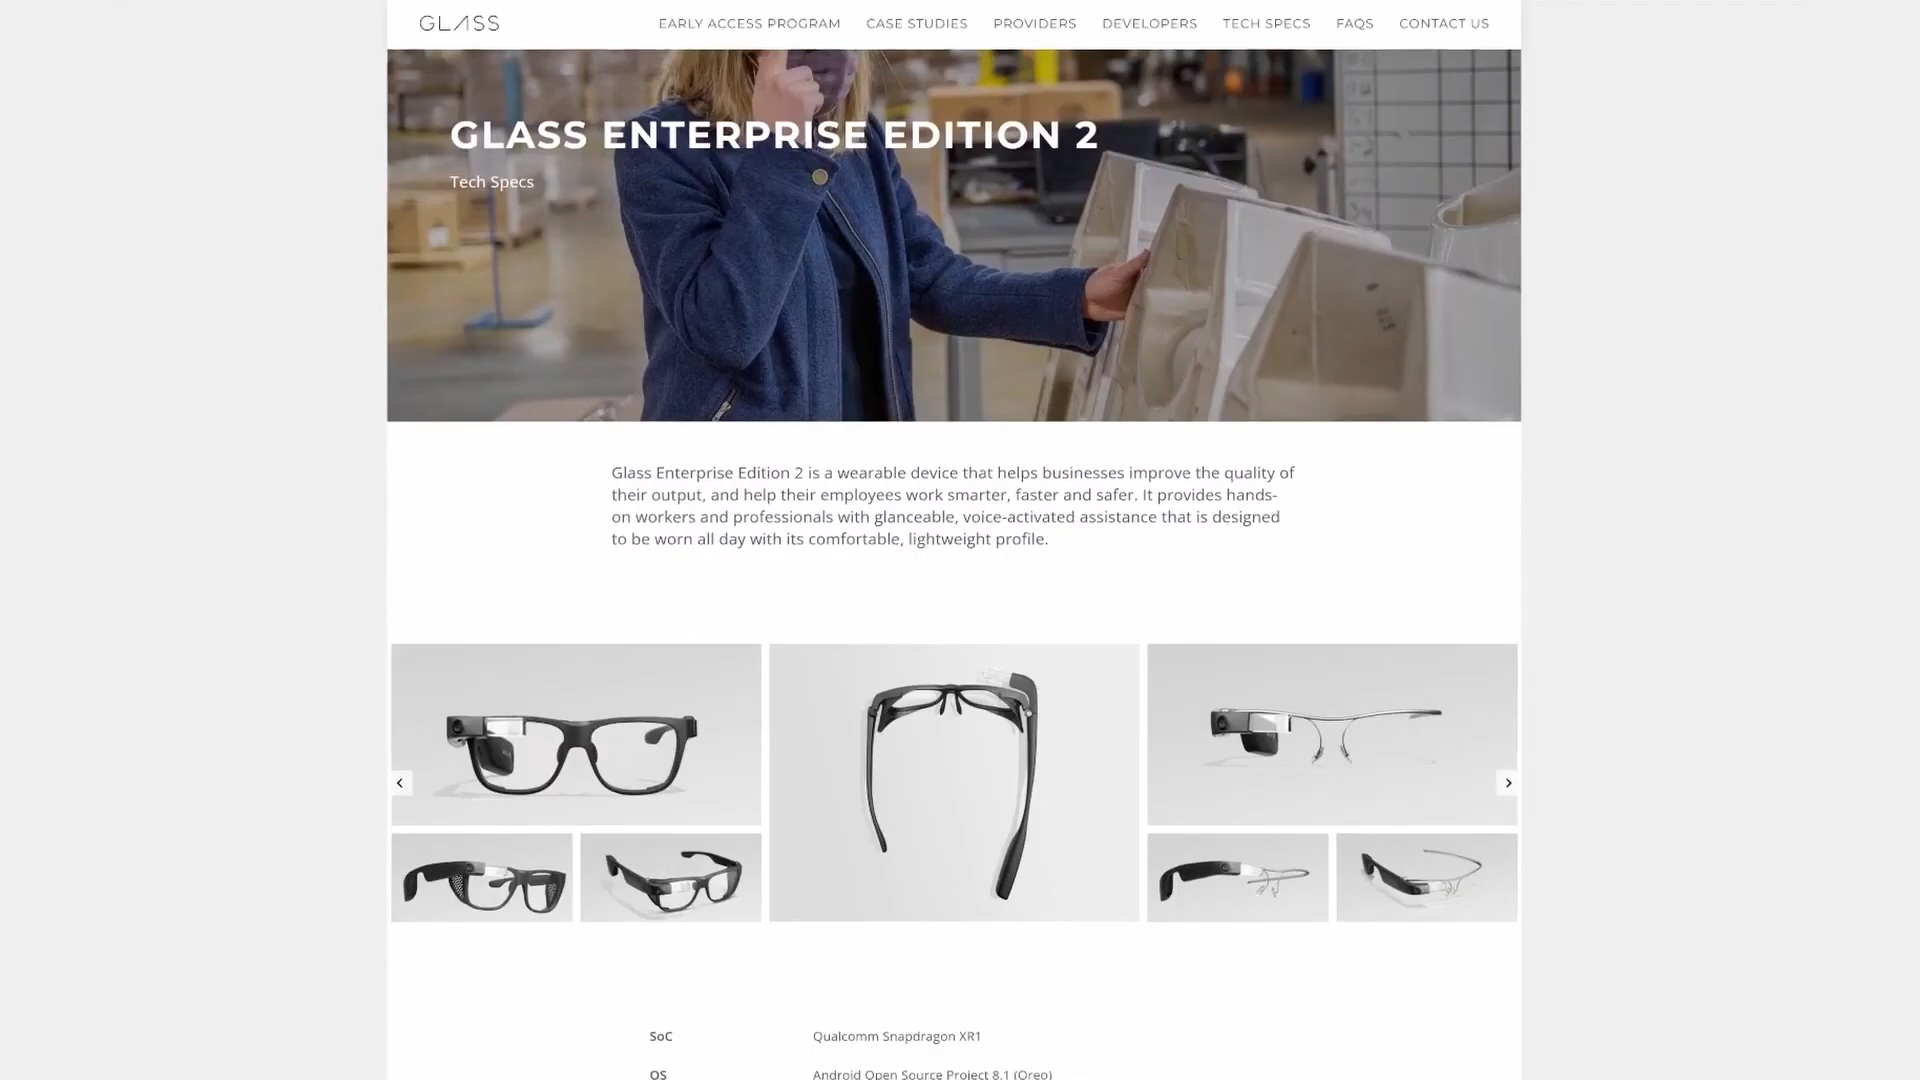 GLASS
EARLY ACCESS PROGRAM
CASE STUDIES
PROVIDERS
DEVELOPERS
TECH SPECS
FAQS
CONTACT US
GLASS ENTERPRISE EDITION 2
Tech Specs
Glass Enterprise Edition 2 is a wearable device that helps businesses improve the quality of
their output, and help their employees work smarter, faster and safer. It provides hands-
on workers and professionals with glanceable, voice-activated assistance that is designed
to be worn all day with its comfortable, lightweight profile.
SoC Qualcomm Snapdragon XR1
OS Android Open Source Project 8.1 (Oreo)